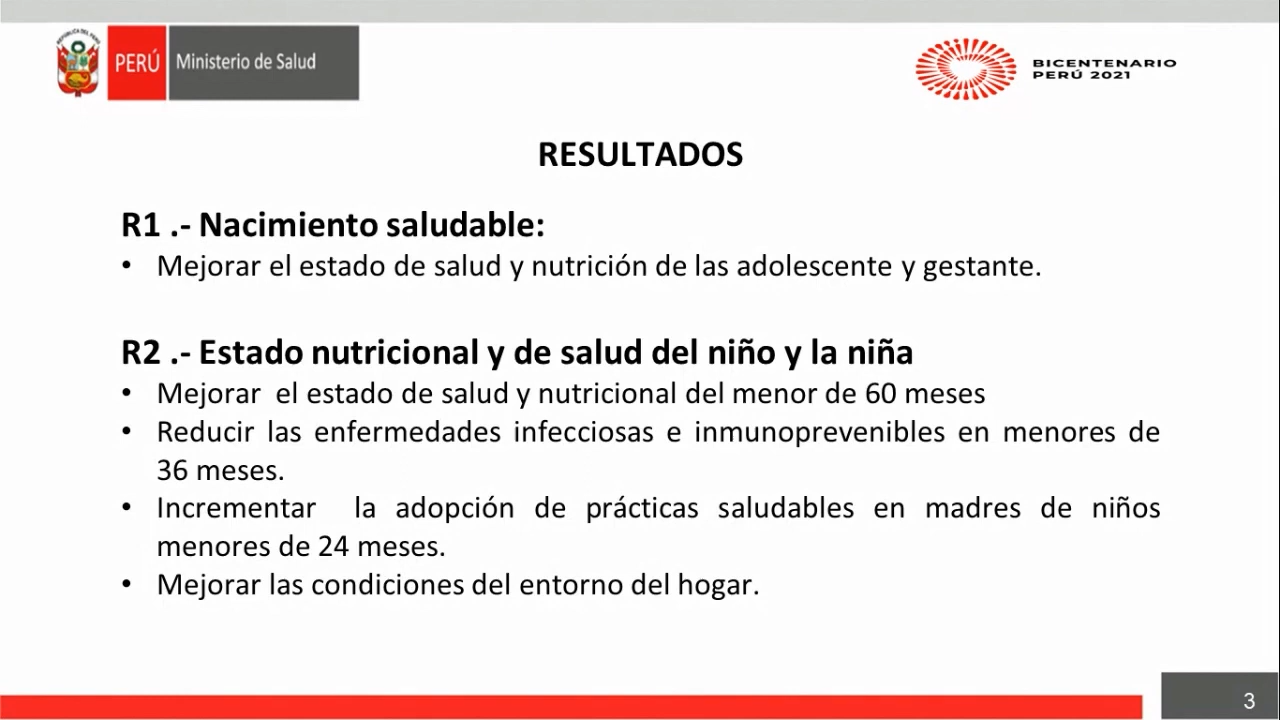 REPÚBLICA DEL PERÚ
PERÚ
Ministerio de Salud
BICENTENARIO
PERÚ 2021
RESULTADOS
R1 .- Nacimiento saludable:
• Mejorar el estado de salud y nutrición de las adolescente y gestante.
R2 .- Estado nutricional y de salud del niño y la niña
• Mejorar  el estado de salud y nutricional del menor de 60 meses
• Reducir las enfermedades infecciosas e inmunoprevenibles en menores de
36 meses.
• Incrementar  la adopción de prácticas saludables en madres de niños
menores de 24 meses.
• Mejorar las condiciones del entorno del hogar.
3